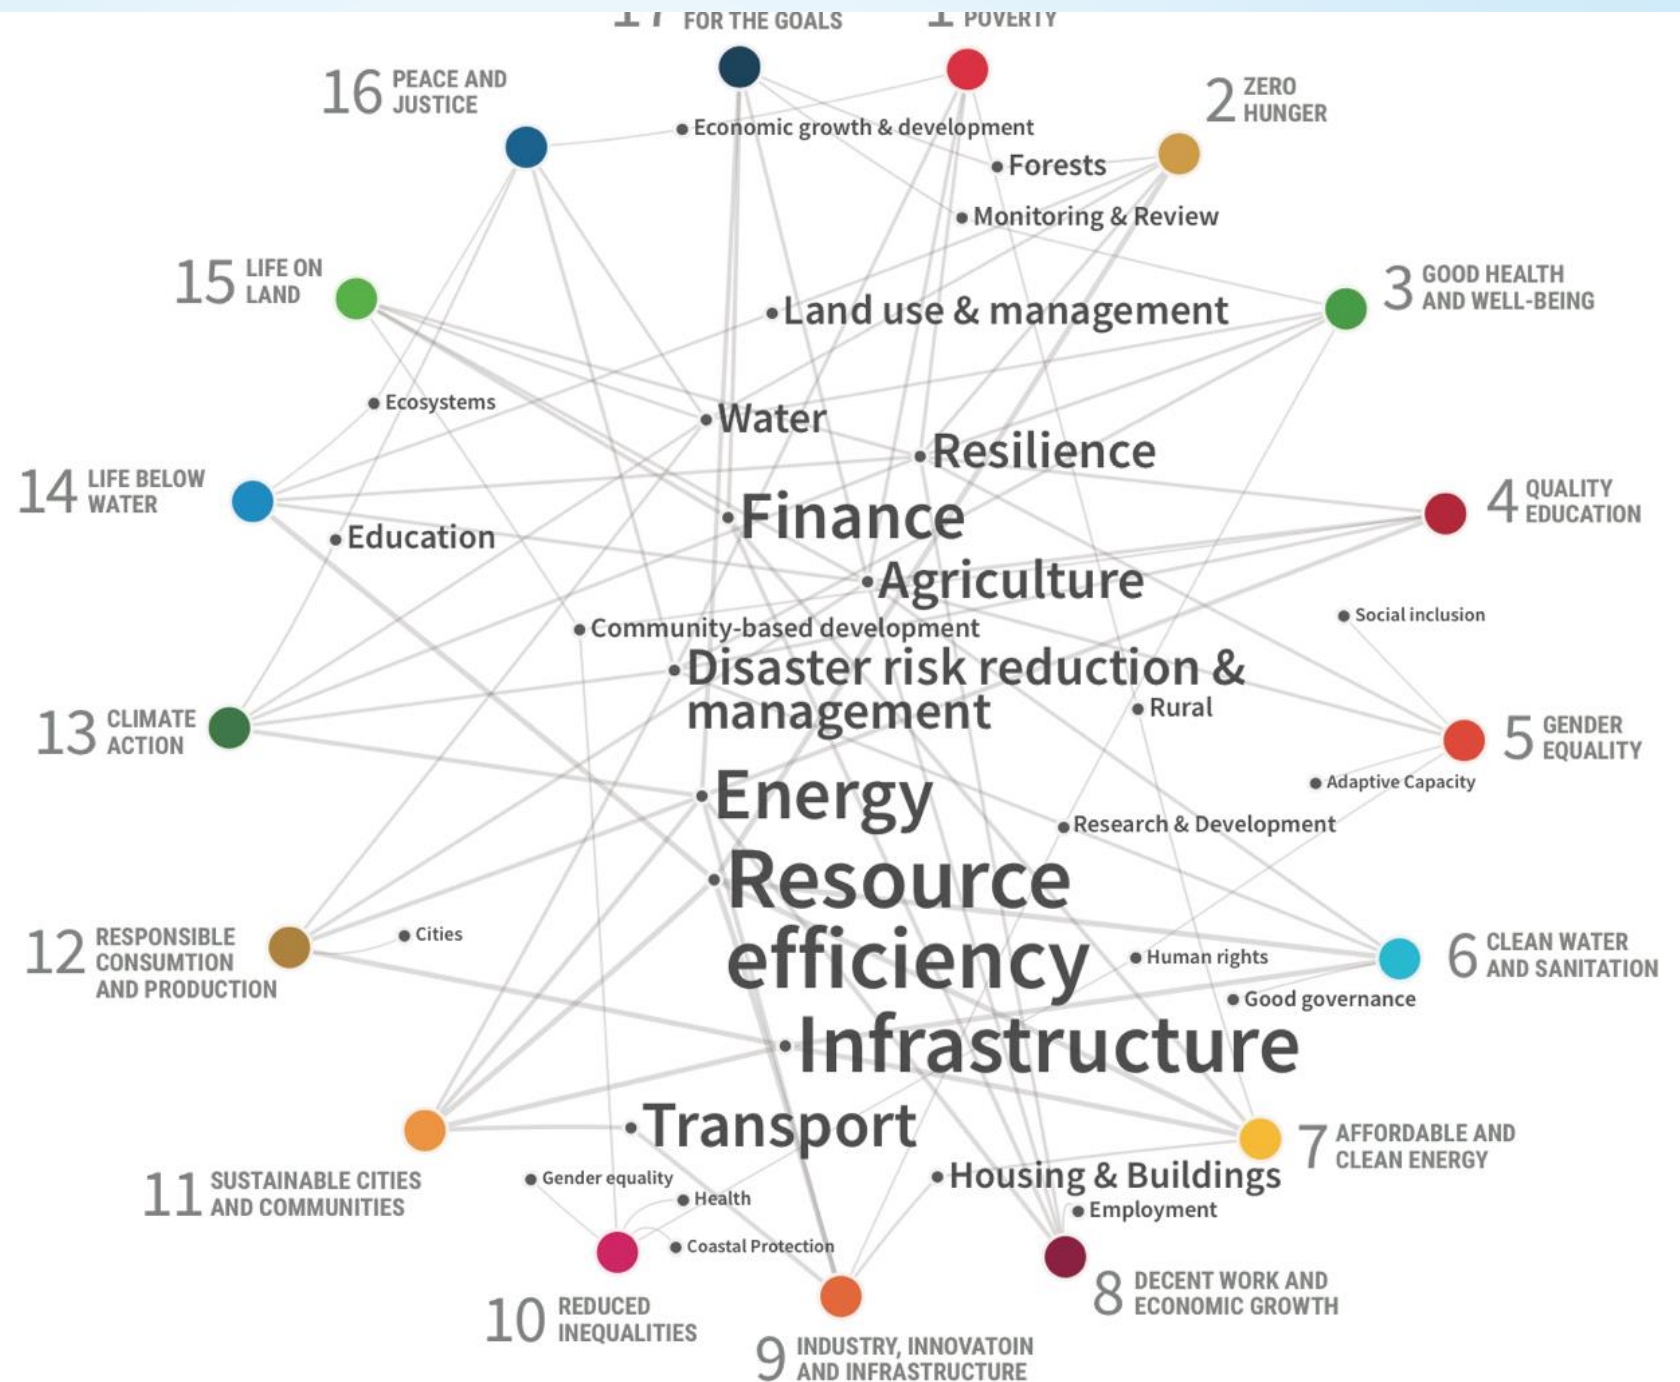 17 FOR THE GOALS
1 POVERTY
16 PEACE AND
JUSTICE
2 ZERO
HUNGER
Economic growth & development
Forests
Monitoring & Review
15 LIFE ON
LAND
3 GOOD HEALTH
AND WELL-BEING
Land use & management
Ecosystems
Water
Resilience
14 LIFE BELOW
WATER
4 QUALITY
EDUCATION
Finance
Education
Agriculture
Social inclusion
Community-based development
Disaster risk reduction &
management
Rural
13 CLIMATE
ACTION
5 GENDER
EQUALITY
Adaptive Capacity
Energy
Research & Development
Resource
efficiency
12 RESPONSIBLE
CONSUMTION
AND PRODUCTION
Cities
Human rights
6 CLEAN WATER
AND SANITATION
Good governance
Infrastructure
Transport
7 AFFORDABLE AND
CLEAN ENERGY
11 SUSTAINABLE CITIES
AND COMMUNITIES
Gender equality
Housing & Buildings
Health
Employment
Coastal Protection
10 REDUCED
INEQUALITIES
8 DECENT WORK AND
ECONOMIC GROWTH
9 INDUSTRY, INNOVATOIN
AND INFRASTRUCTURE